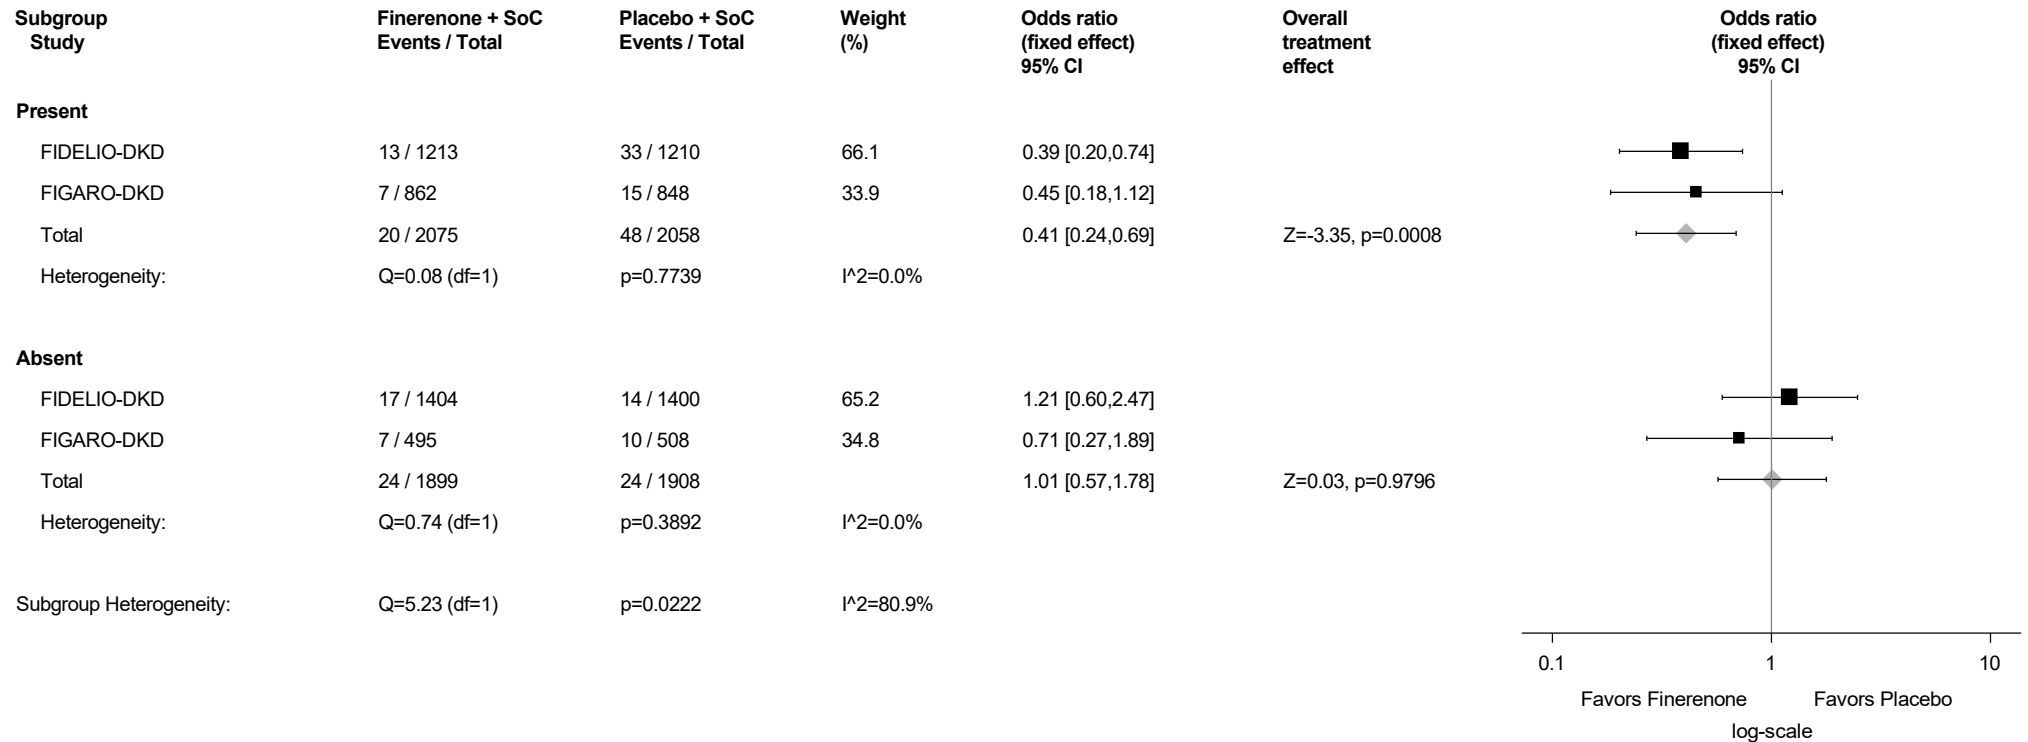 Subgroup Finerenone + SoC Placebo + SoC Weight Odds ratio Overall Odds ratio
Study Events / Total Events / Total (%) (fixed effect) treatment (fixed effect)
95% CI effect 95% CI
Present
FIDELIO-DKD 13 / 1213 33 / 1210 66.1 0.39 [0.20,0.74]
FIGARO-DKD 7 / 862 15 / 848 33.9 0.45 [0.18,1.12]
Total 20 / 2075 48 / 2058 0.41 [0.24,0.69] Z=-3.35, p=0.0008
Heterogeneity: Q=0.08 (df=1) p=0.7739 I^2=0.0%
Absent
FIDELIO-DKD 17 / 1404 14 / 1400 65.2 1.21 [0.60,2.47]
FIGARO-DKD 7 / 495 10 / 508 34.8 0.71 [0.27,1.89]
Total 24 / 1899 24 / 1908 1.01 [0.57,1.78] Z=0.03, p=0.9796
Heterogeneity: Q=0.74 (df=1) p=0.3892 I^2=0.0%
Subgroup Heterogeneity: Q=5.23 (df=1) p=0.0222 I^2=80.9%
0.1 1 10
Favors Finerenone Favors Placebo
log-scale